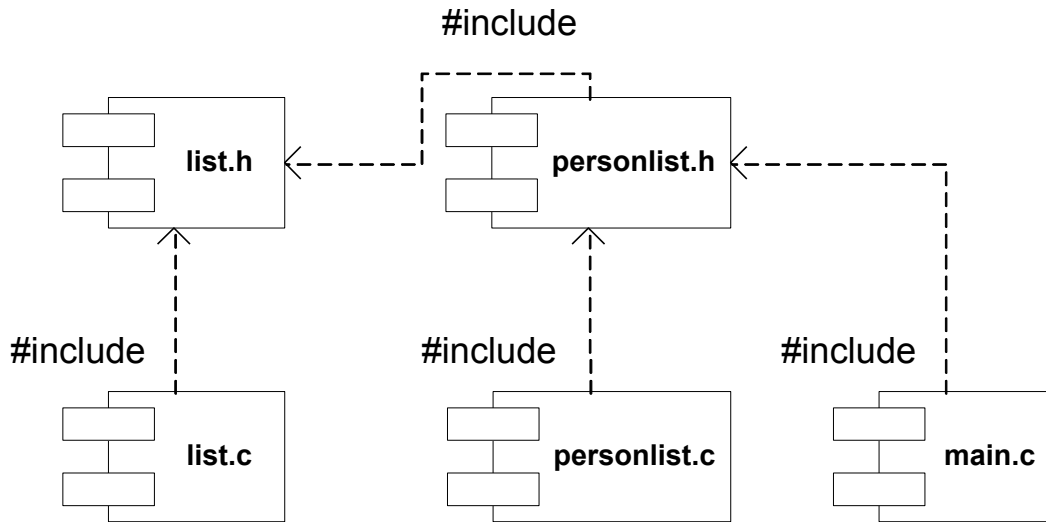 #include
list.h
personlist.h
#include
#include
#include
list.c
personlist.c
main.c